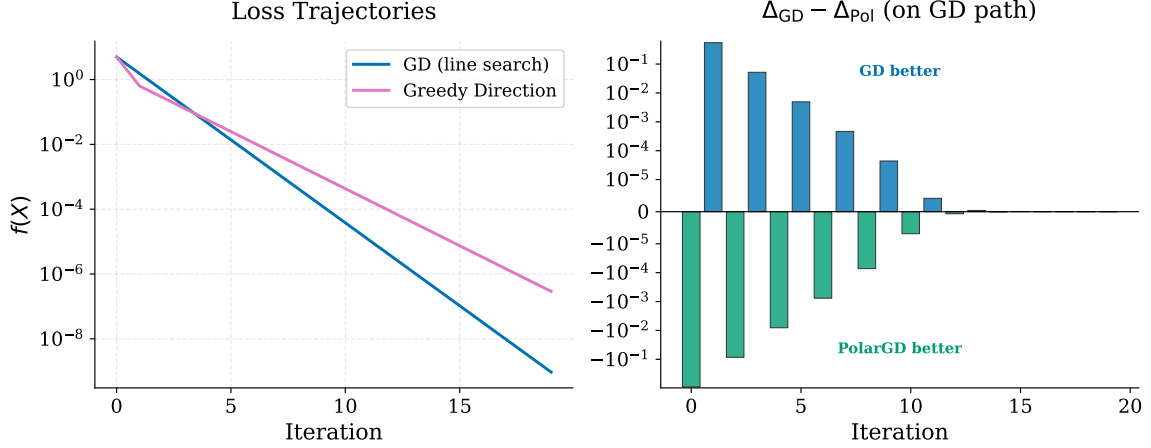 Loss Trajectories
f(X)
10⁰
10⁻²
10⁻⁴
10⁻⁶
10⁻⁸
GD (line search)
Greedy Direction
0 5 10 15
Iteration
Δ_GD − Δ_Pol (on GD path)
10⁻¹
10⁻²
10⁻³
10⁻⁴
10⁻⁵
0
−10⁻⁵
−10⁻⁴
−10⁻³
−10⁻²
−10⁻¹
GD better
PolarGD better
0 5 10 15 20
Iteration